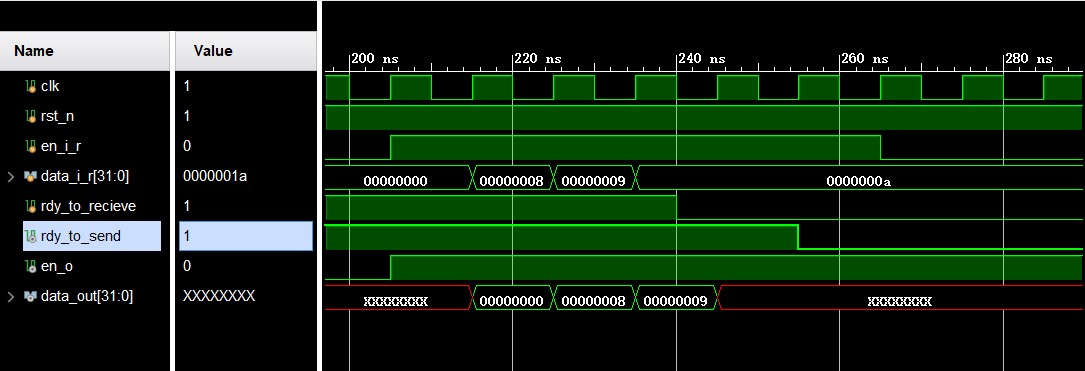 Name Value
200 ns 220 ns 240 ns 260 ns 280 ns
clk 1
rst_n 1
en_i_r 0
data_i_r[31:0] 0000001a 00000000 00000008 00000009 0000000a
rdy_to_recieve 1
rdy_to_send 1
en_o 0
data_out[31:0] XXXXXXXX XXXXXXXX 00000000 00000008 00000009 XXXXXXXX